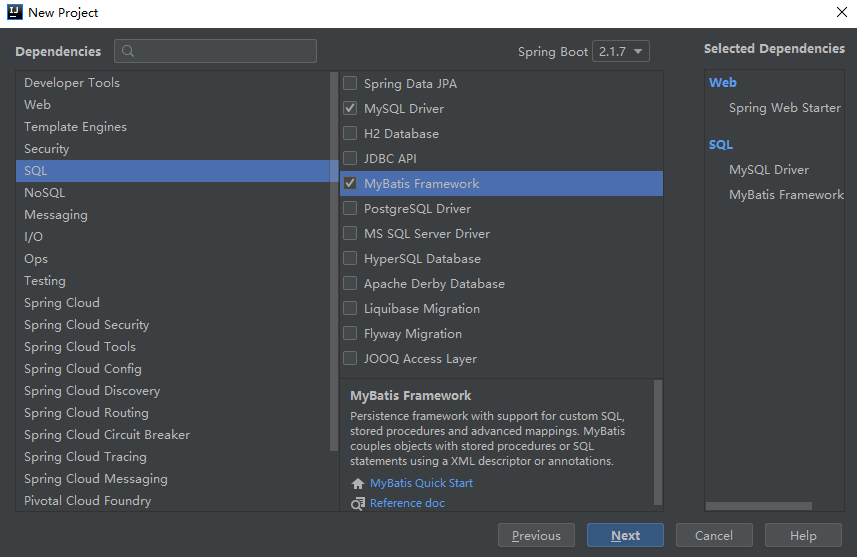 IJ New Project
Dependencies
Spring Boot 2.1.7
Selected Dependencies
Developer Tools
Web
Template Engines
Security
SQL
NoSQL
Messaging
I/O
Ops
Testing
Spring Cloud
Spring Cloud Security
Spring Cloud Tools
Spring Cloud Config
Spring Cloud Discovery
Spring Cloud Routing
Spring Cloud Circuit Breaker
Spring Cloud Tracing
Spring Cloud Messaging
Pivotal Cloud Foundry
Spring Data JPA
MySQL Driver
H2 Database
JDBC API
MyBatis Framework
PostgreSQL Driver
MS SQL Server Driver
HyperSQL Database
Apache Derby Database
Liquibase Migration
Flyway Migration
JOOQ Access Layer
MyBatis Framework
Persistence framework with support for custom SQL,
stored procedures and advanced mappings. MyBatis
couples objects with stored procedures or SQL
statements using a XML descriptor or annotations.
MyBatis Quick Start
Reference doc
Web
Spring Web Starter
SQL
MySQL Driver
MyBatis Framework
Previous
Next
Cancel
Help